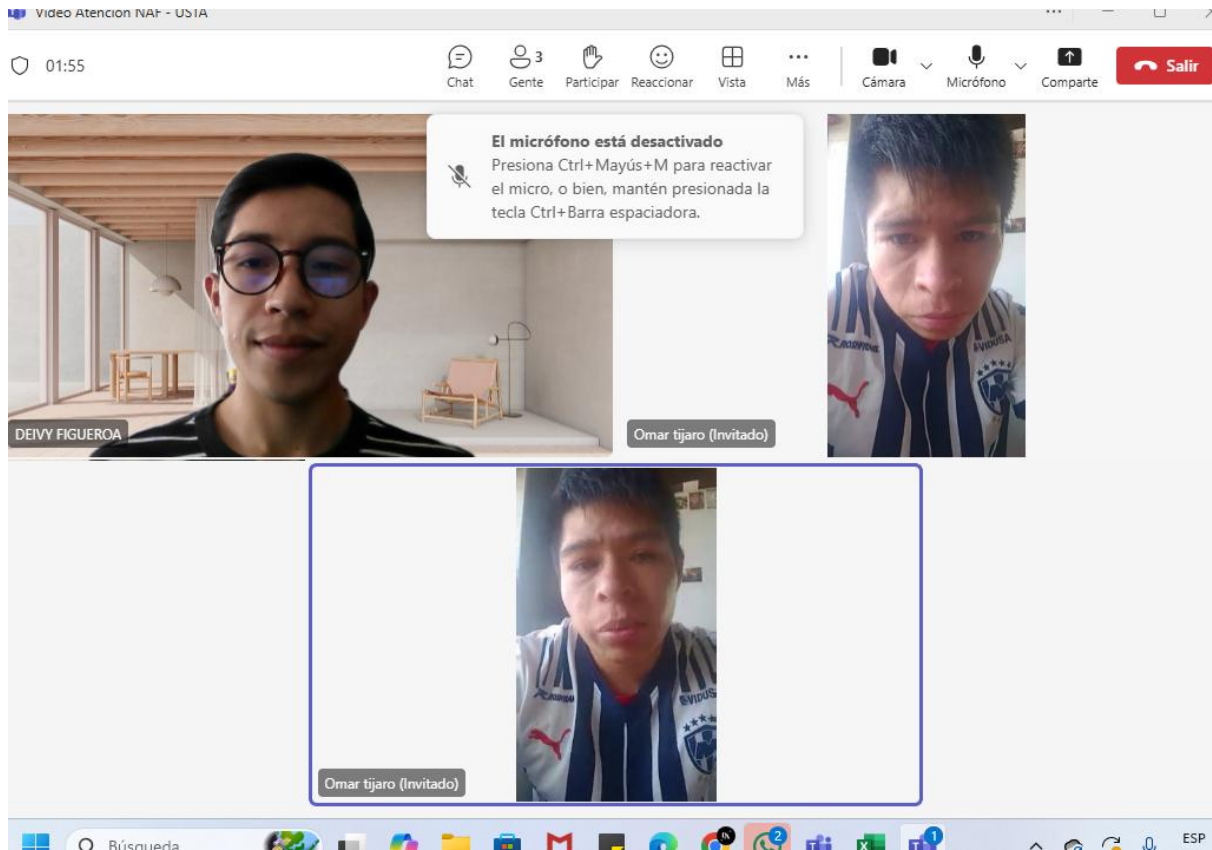 Video Atención NAF - USTA
01:55
Chat
3
Gente
Participar
Reaccionar
Vista
Más
Cámara
Micrófono
Comparte
Salir
El micrófono está desactivado
Presiona Ctrl+Mayús+M para reactivar
el micro, o bien, mantén presionada la
tecla Ctrl+Barra espaciadora.
DEIVY FIGUEROA
Omar tijaro (Invitado)
Omar tijaro (Invitado)
Búsqueda
2
1
ESP